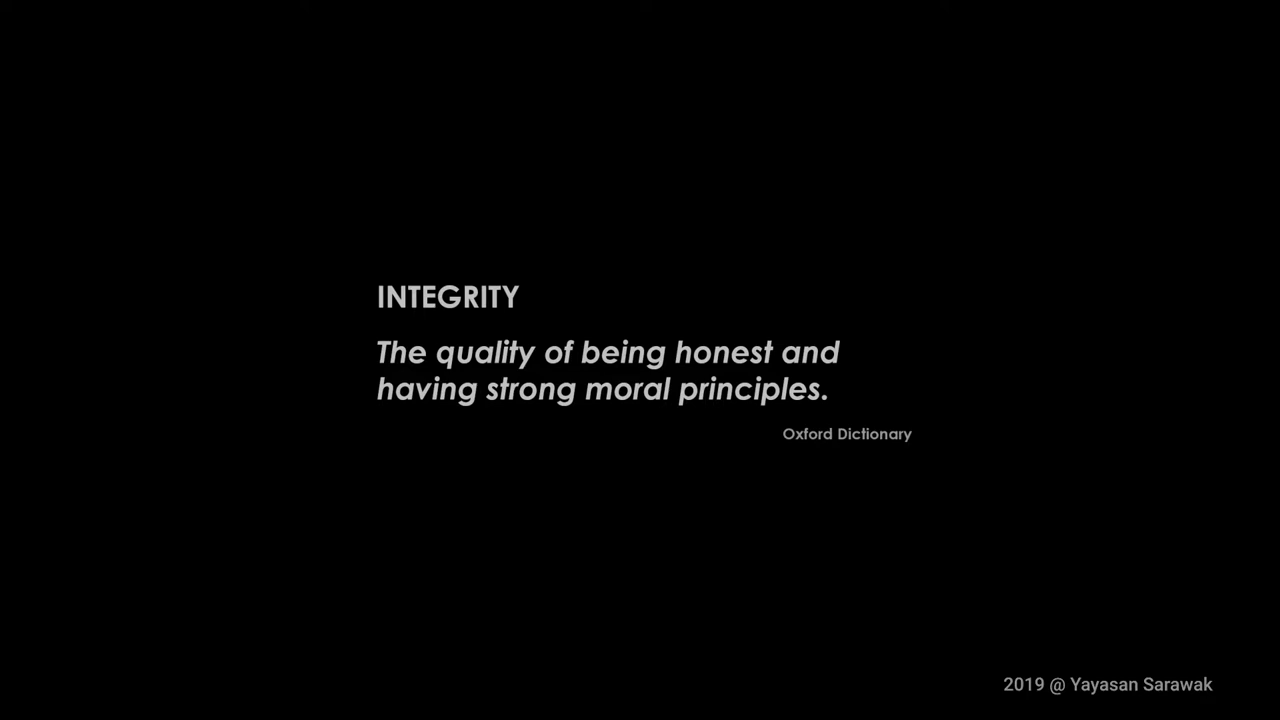 INTEGRITY
The quality of being honest and
having strong moral principles.
Oxford Dictionary
2019 @ Yayasan Sarawak